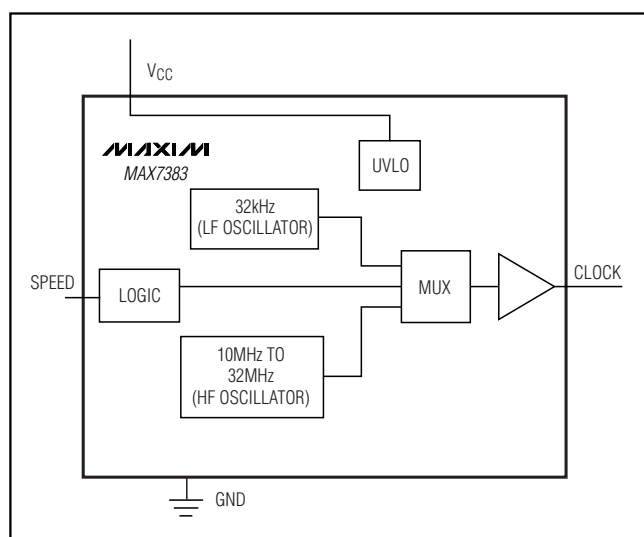 VCC
MAXIM
MAX7383
UVLO
32kHz
(LF OSCILLATOR)
SPEED
LOGIC
MUX
CLOCK
10MHz TO
32MHz
(HF OSCILLATOR)
GND